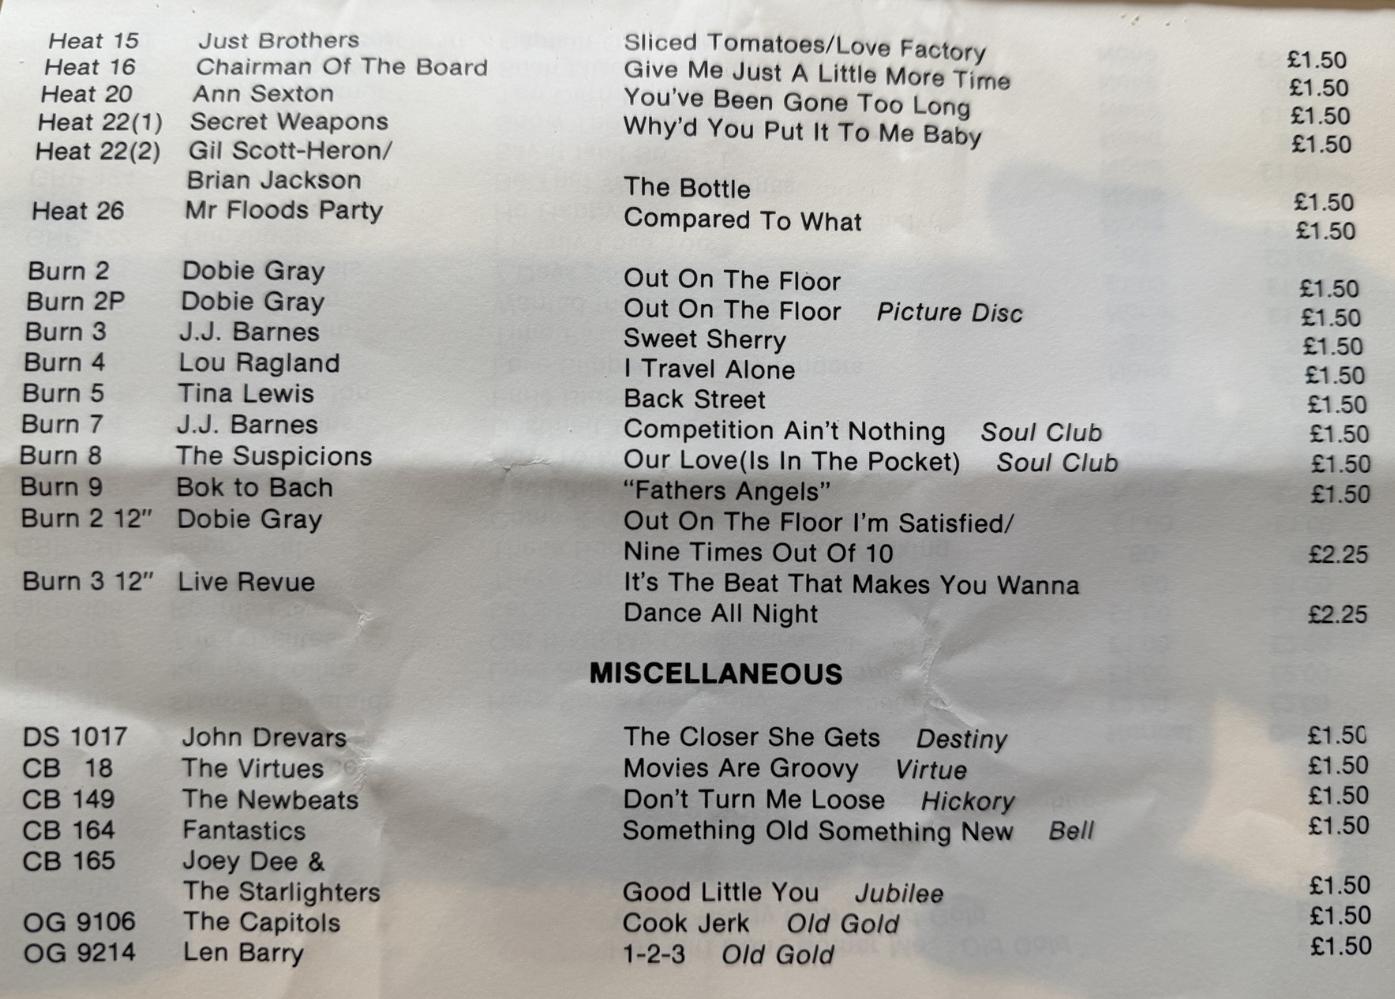 Heat 15 Just Brothers Sliced Tomatoes/Love Factory £1.50
Heat 16 Chairman Of The Board Give Me Just A Little More Time £1.50
Heat 20 Ann Sexton You've Been Gone Too Long £1.50
Heat 22(1) Secret Weapons Why'd You Put It To Me Baby £1.50
Heat 22(2) Gil Scott-Heron/
Brian Jackson The Bottle £1.50
Heat 26 Mr Floods Party Compared To What £1.50
Burn 2 Dobie Gray Out On The Floor £1.50
Burn 2P Dobie Gray Out On The Floor Picture Disc £1.50
Burn 3 J.J. Barnes Sweet Sherry £1.50
Burn 4 Lou Ragland I Travel Alone £1.50
Burn 5 Tina Lewis Back Street £1.50
Burn 7 J.J. Barnes Competition Ain't Nothing Soul Club £1.50
Burn 8 The Suspicions Our Love(Is In The Pocket) Soul Club £1.50
Burn 9 Bok to Bach "Fathers Angels" £1.50
Burn 2 12" Dobie Gray Out On The Floor I'm Satisfied/
Nine Times Out Of 10 £2.25
Burn 3 12" Live Revue It's The Beat That Makes You Wanna
Dance All Night £2.25
MISCELLANEOUS
DS 1017 John Drevars The Closer She Gets Destiny £1.50
CB 18 The Virtues Movies Are Groovy Virtue £1.50
CB 149 The Newbeats Don't Turn Me Loose Hickory £1.50
CB 164 Fantastics Something Old Something New Bell £1.50
CB 165 Joey Dee &
The Starlighters Good Little You Jubilee £1.50
OG 9106 The Capitols Cook Jerk Old Gold £1.50
OG 9214 Len Barry 1-2-3 Old Gold £1.50